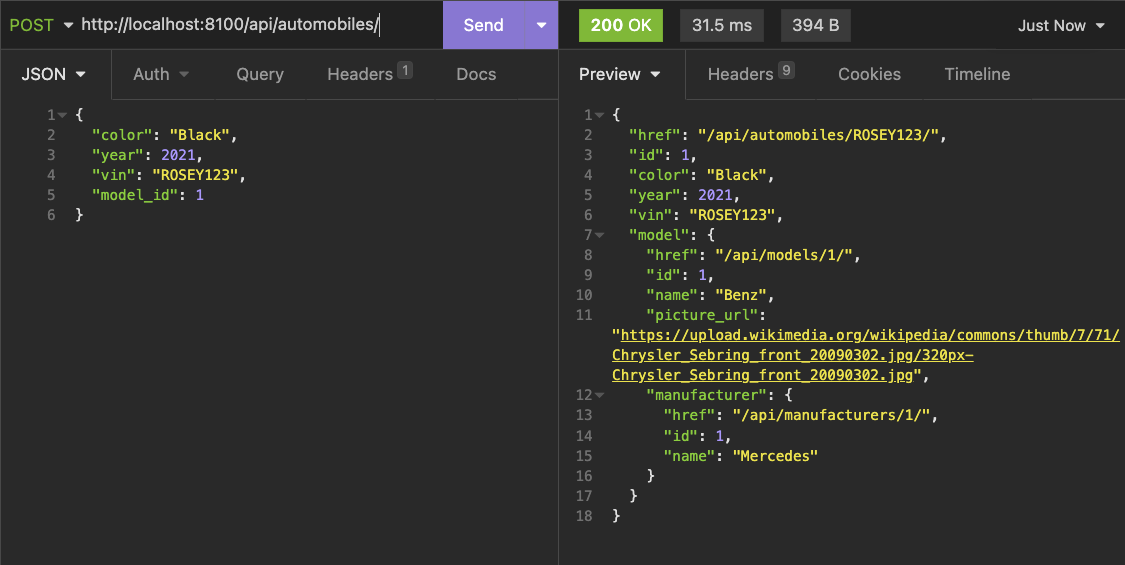 POST http://localhost:8100/api/automobiles/ Send
JSON Auth Query Headers 1 Docs
1 {
2 "color": "Black",
3 "year": 2021,
4 "vin": "ROSEY123",
5 "model_id": 1
6 }
200 OK 31.5 ms 394 B Just Now
Preview Headers 9 Cookies Timeline
1 {
2 "href": "/api/automobiles/ROSEY123/",
3 "id": 1,
4 "color": "Black",
5 "year": 2021,
6 "vin": "ROSEY123",
7 "model": {
8 "href": "/api/models/1/",
9 "id": 1,
10 "name": "Benz",
11 "picture_url":
"https://upload.wikimedia.org/wikipedia/commons/thumb/7/71/
Chrysler_Sebring_front_20090302.jpg/320px-
Chrysler_Sebring_front_20090302.jpg",
12 "manufacturer": {
13 "href": "/api/manufacturers/1/",
14 "id": 1,
15 "name": "Mercedes"
16 }
17 }
18 }